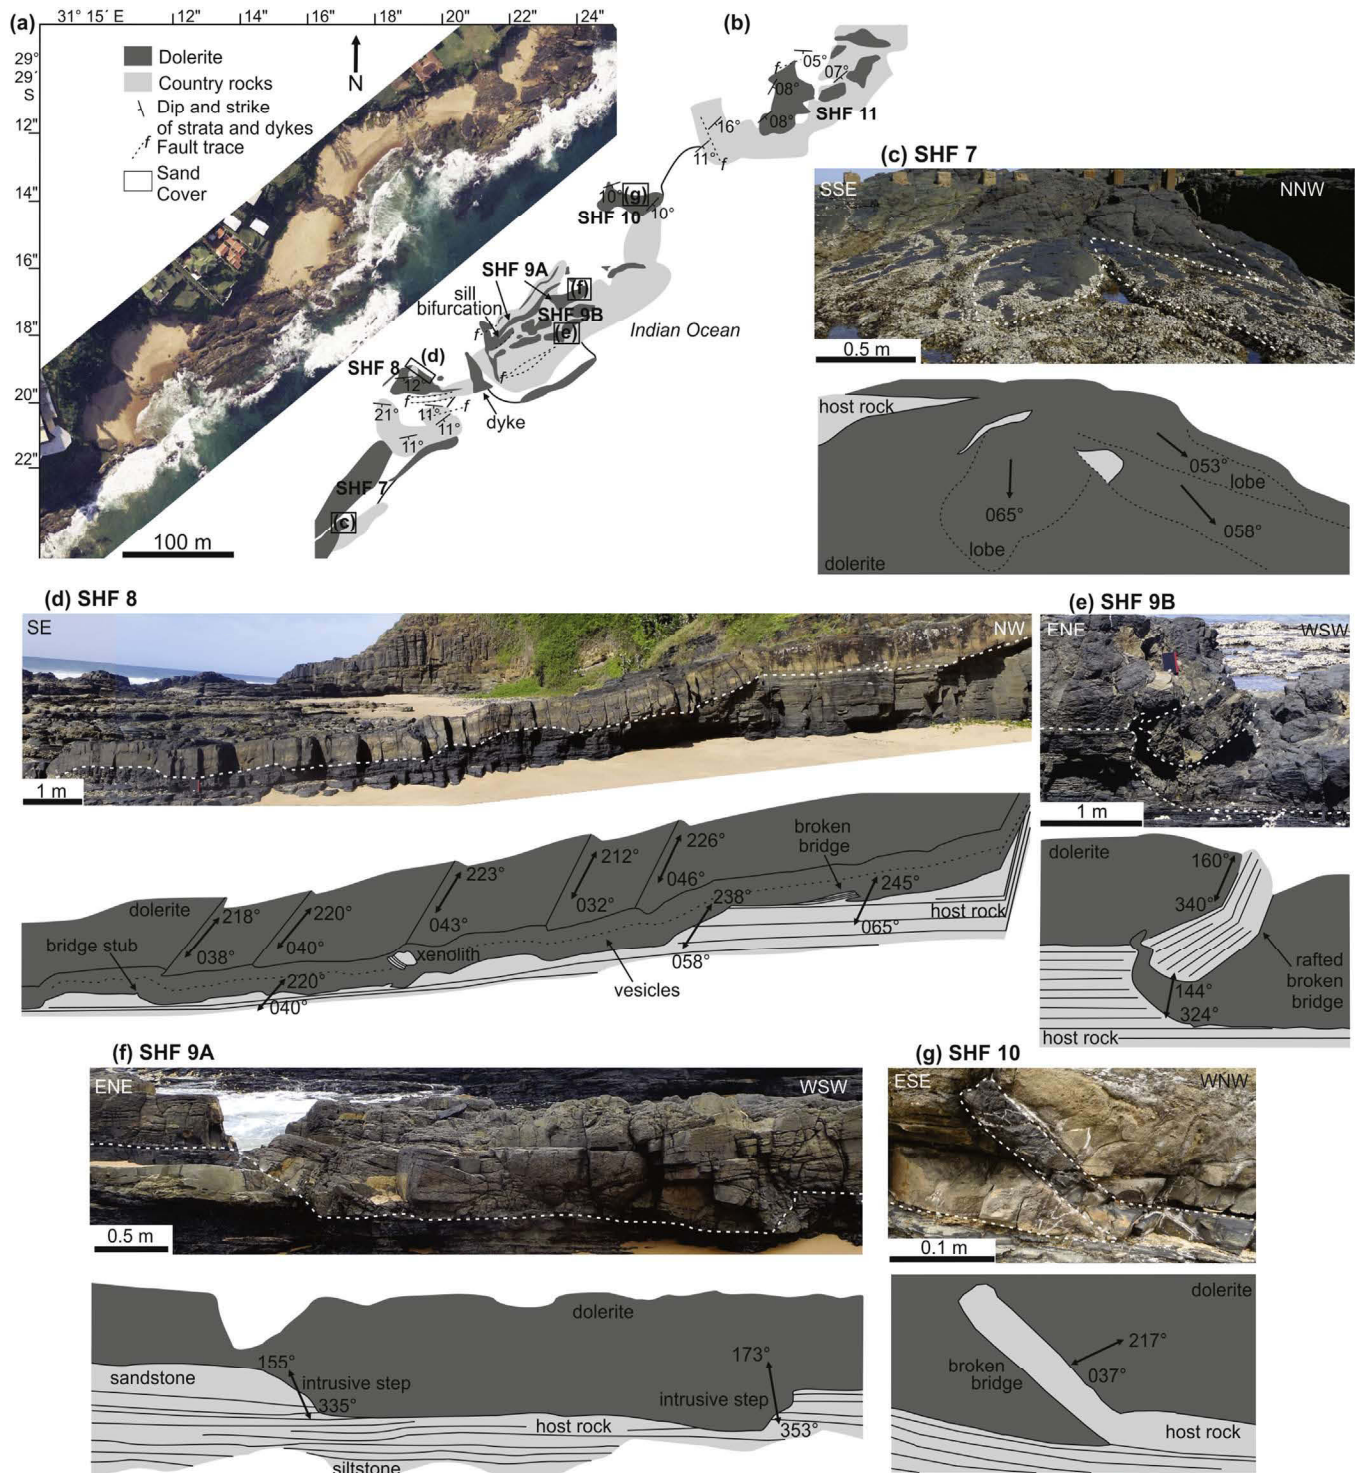 (a)
31° 15´ E
12"
14"
16"
18"
20"
22"
24"
29°
29´
S
12"
14"
16"
18"
20"
22"
Dolerite
Country rocks
Dip and strike
of strata and dykes
f Fault trace
Sand
Cover
N
100 m
(b)
f
05°
07°
08°
08°
SHF 11
16°
11°
f
10°
(g)
10°
SHF 10
SHF 9A
(f)
sill
bifurcation
SHF 9B
(e)
f
f
Indian Ocean
SHF 8
(d)
12°
f
f
21°
11°
11°
11°
dyke
SHF 7
(c)
(c) SHF 7
SSE
NNW
0.5 m
host rock
053°
lobe
065°
058°
lobe
dolerite
(d) SHF 8
SE
NW
1 m
broken
bridge
226°
212°
223°
046°
245°
238°
dolerite
218°
220°
032°
043°
065°
host rock
bridge stub
038°
040°
xenolith
058°
220°
vesicles
040°
(e) SHF 9B
ENE
WSW
1 m
dolerite
160°
340°
rafted
broken
bridge
144°
324°
host rock
(f) SHF 9A
ENE
WSW
0.5 m
dolerite
155°
173°
sandstone
intrusive step
335°
intrusive step
host rock
353°
siltstone
(g) SHF 10
ESE
WNW
0.1 m
dolerite
217°
broken
bridge
037°
host rock